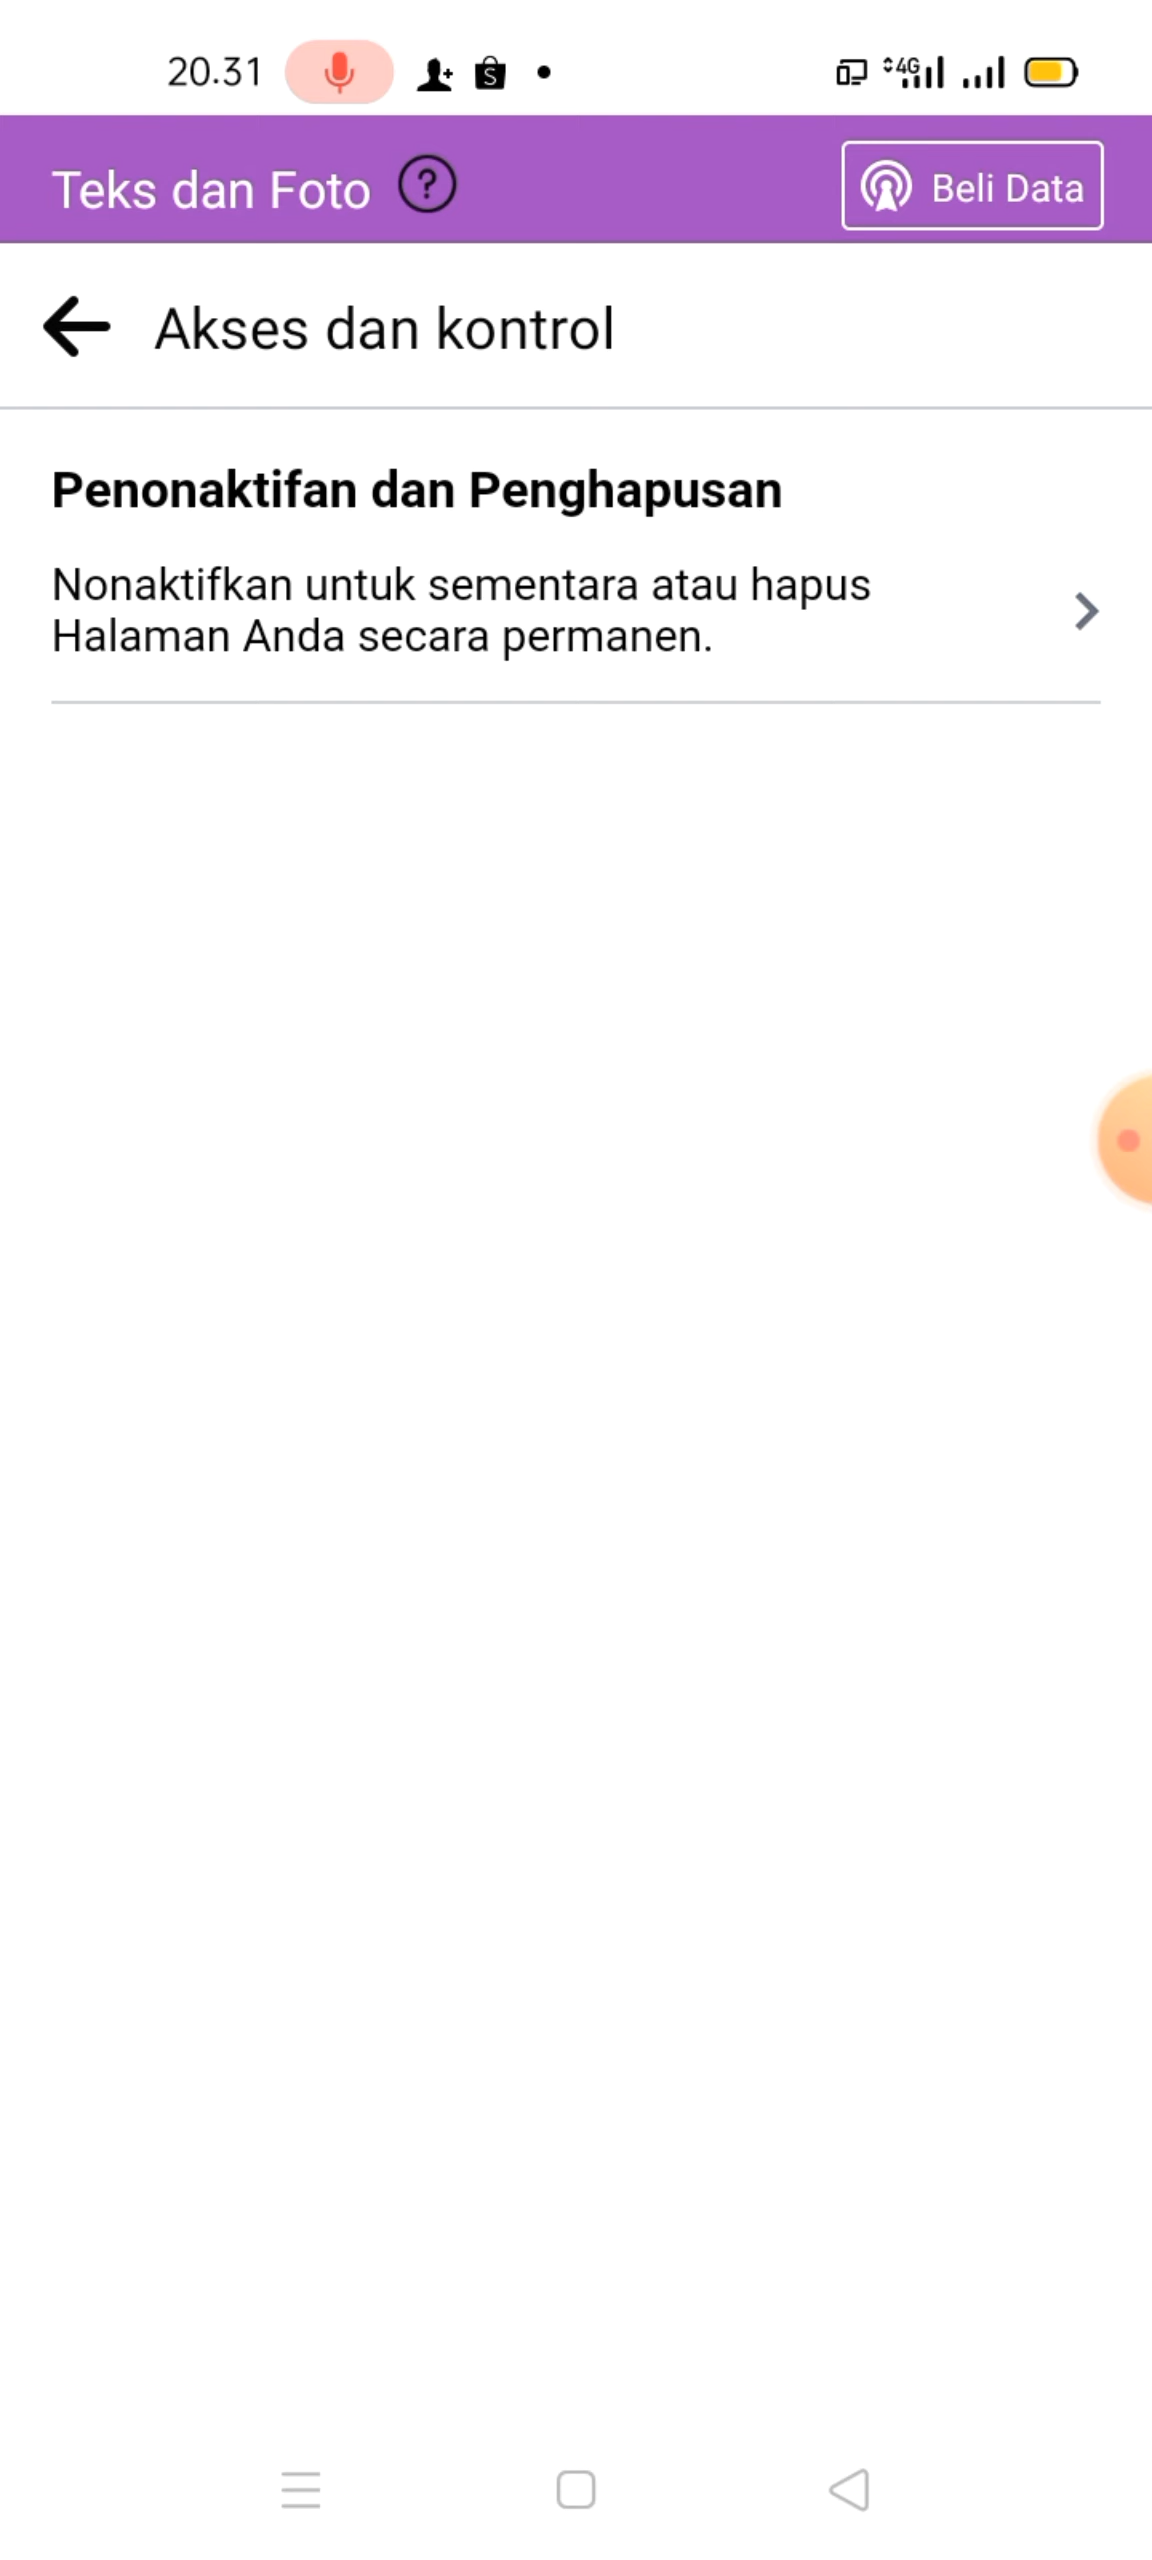 20.31
4G
Teks dan Foto
Beli Data
Akses dan kontrol
Penonaktifan dan Penghapusan
Nonaktifkan untuk sementara atau hapus
Halaman Anda secara permanen.